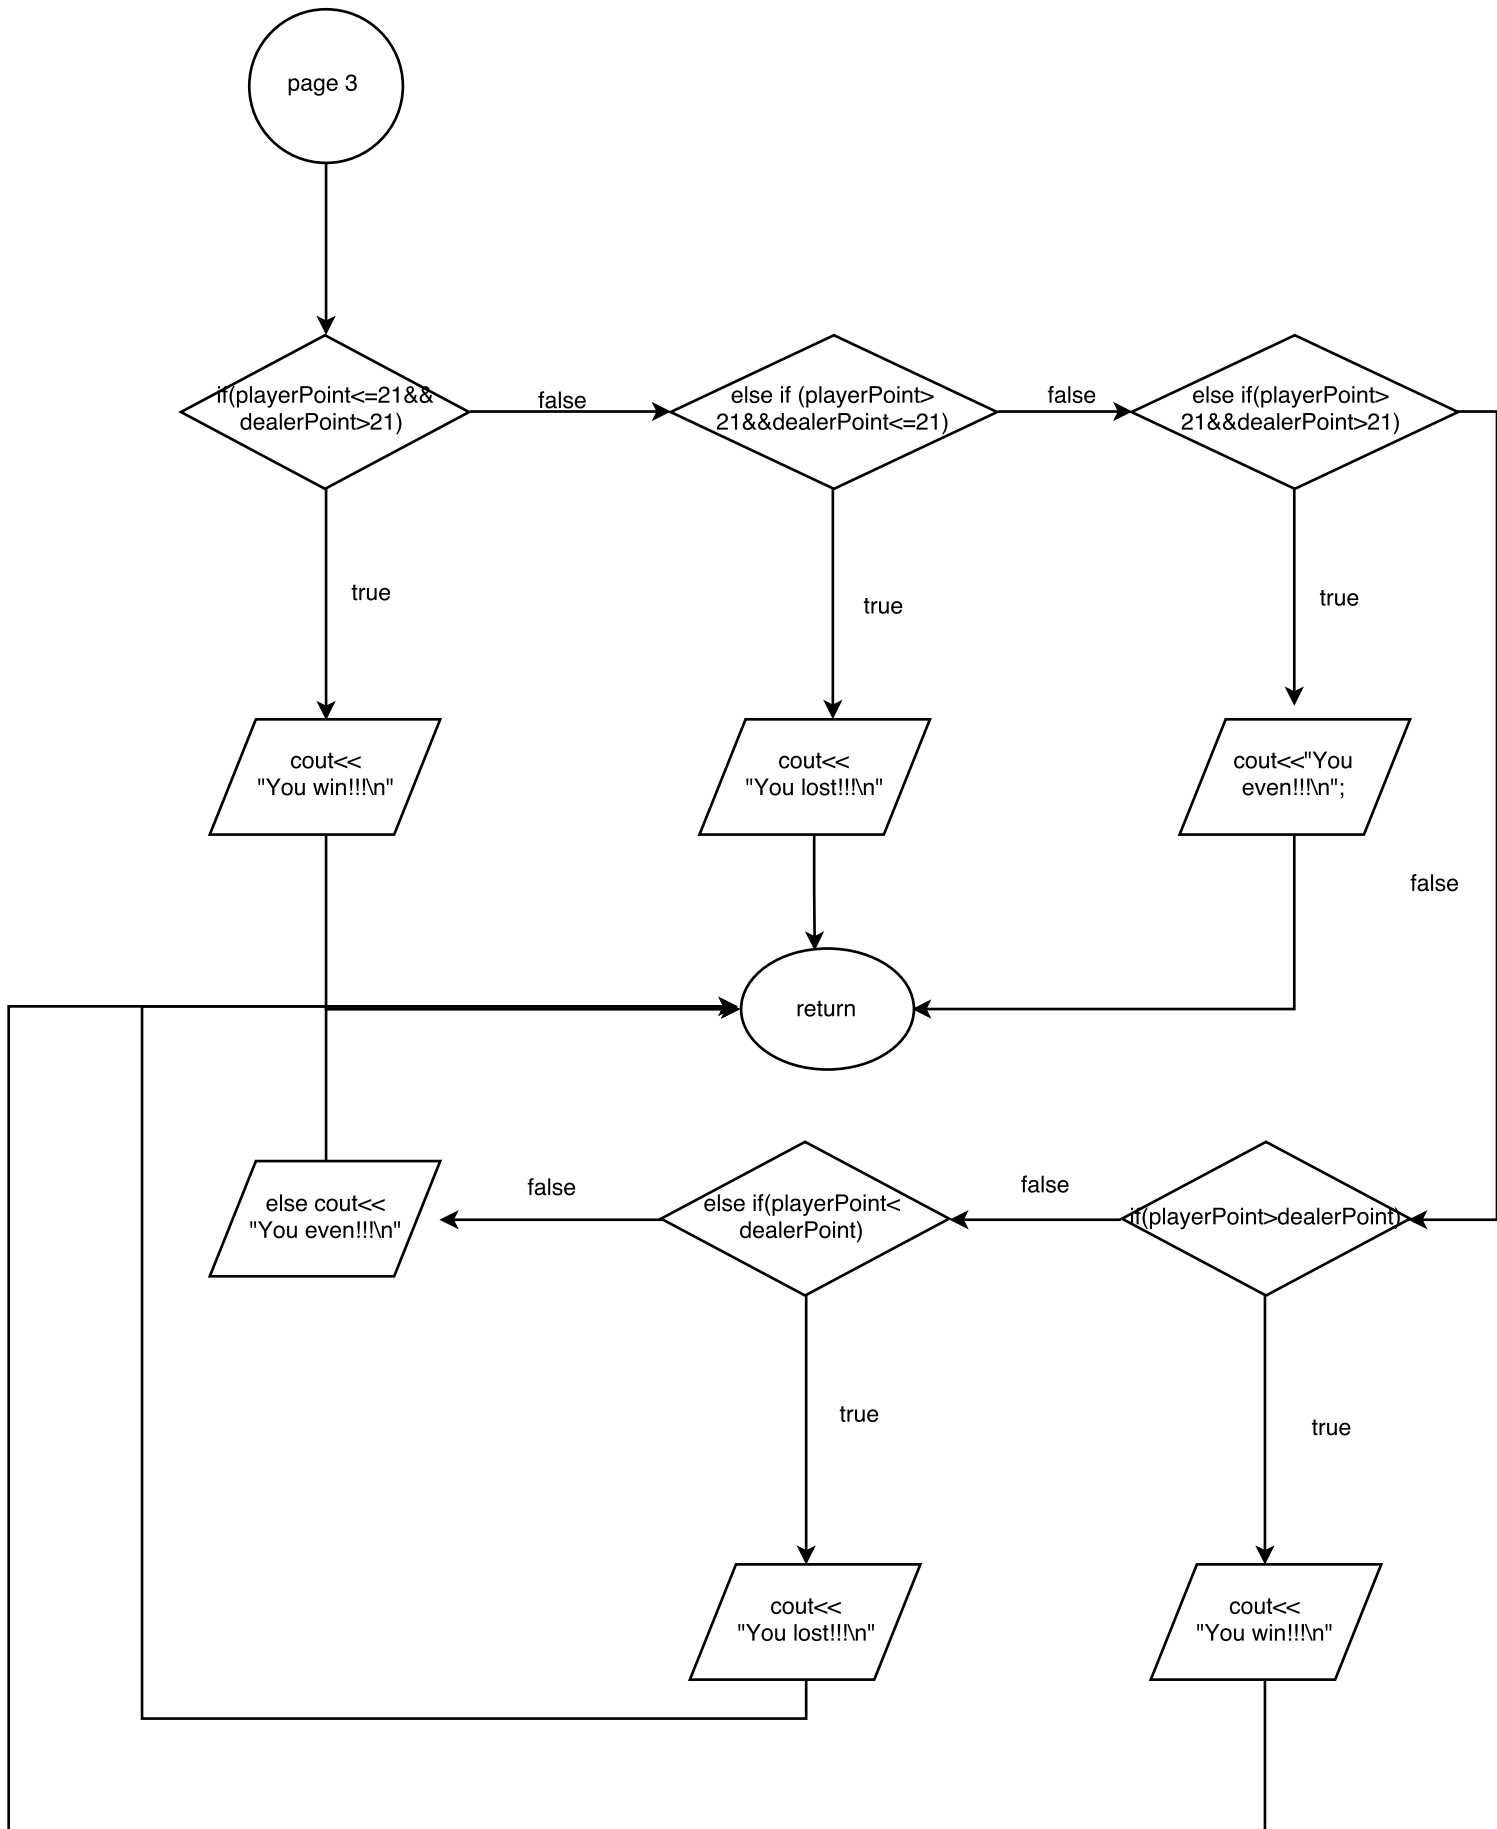 page 3
if(playerPoint<=21&&
dealerPoint>21)
false
else if (playerPoint>
21&&dealerPoint<=21)
false
else if(playerPoint>
21&&dealerPoint>21)
true
true
true
cout<<
"You win!!!\n"
cout<<
"You lost!!!\n"
cout<<"You
even!!!\n";
false
return
else cout<<
"You even!!!\n"
false
else if(playerPoint<
dealerPoint)
false
if(playerPoint>dealerPoint)
true
true
cout<<
"You lost!!!\n"
cout<<
"You win!!!\n"